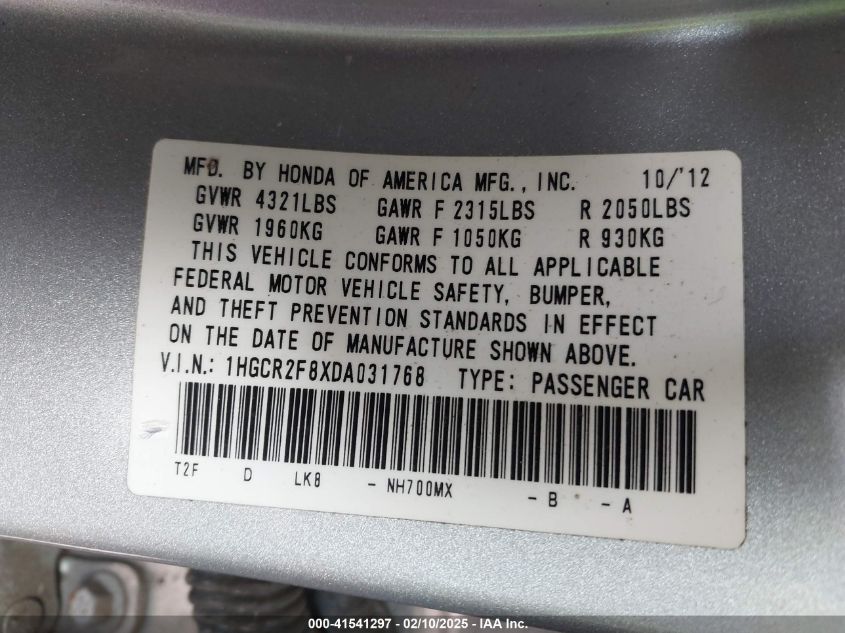 MFD. BY HONDA OF AMERICA MFG., INC. 10/'12
GVWR 4321LBS GAWR F 2315LBS R 2050LBS
GVWR 1960KG GAWR F 1050KG R 930KG
THIS VEHICLE CONFORMS TO ALL APPLICABLE
FEDERAL MOTOR VEHICLE SAFETY, BUMPER,
AND THEFT PREVENTION STANDARDS IN EFFECT
ON THE DATE OF MANUFACTURE SHOWN ABOVE.
V.I.N.: 1HGCR2F8XDA031768 TYPE: PASSENGER CAR
T2F D LK8 - NH700MX - B - A
000-41541297 - 02/10/2025 - IAA Inc.